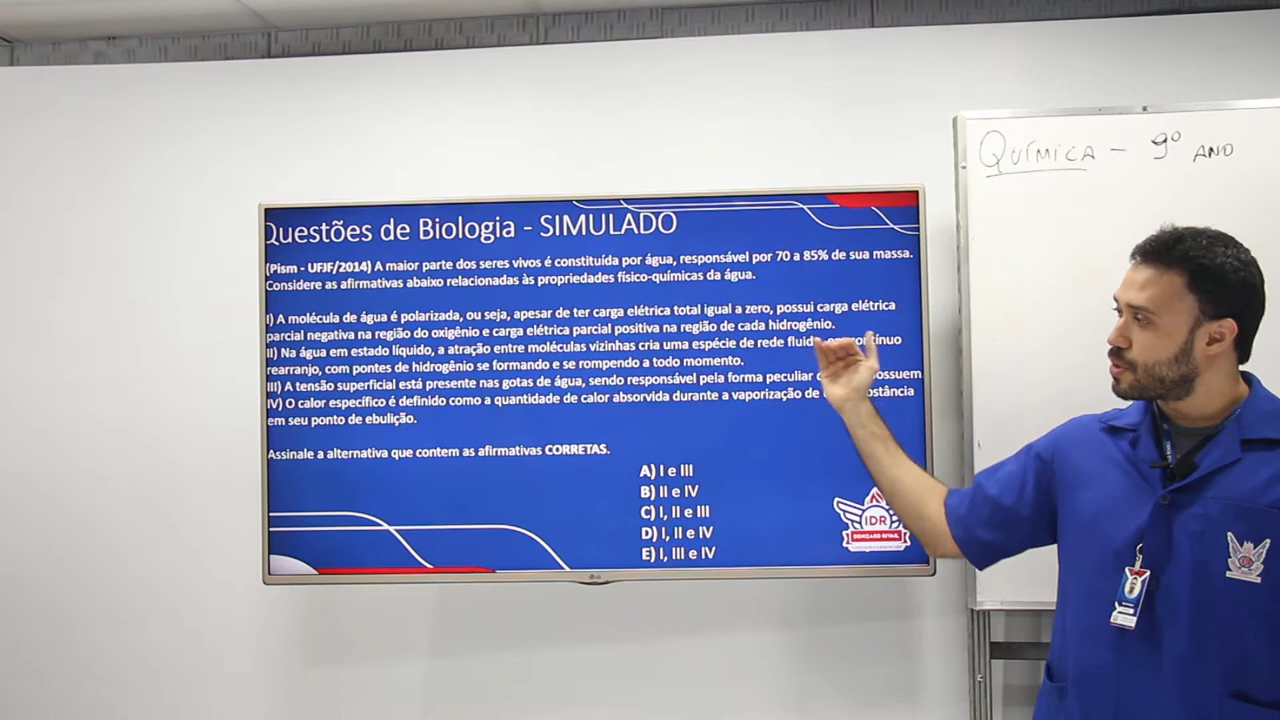 QUÍMICA - 9º ANO
Questões de Biologia - SIMULADO
(Pism - UFJF/2014) A maior parte dos seres vivos é constituída por água, responsável por 70 a 85% de sua massa.
Considere as afirmativas abaixo relacionadas às propriedades físico-químicas da água.
I) A molécula de água é polarizada, ou seja, apesar de ter carga elétrica total igual a zero, possui carga elétrica
parcial negativa na região do oxigênio e carga elétrica parcial positiva na região de cada hidrogênio.
II) Na água em estado líquido, a atração entre moléculas vizinhas cria uma espécie de rede
rearranjo, com pontes de hidrogênio se formando e se rompendo a todo momento.
III) A tensão superficial está presente nas gotas de água, sendo responsável pela forma peculiar possuem
IV) O calor específico é definido como a quantidade de calor absorvida durante a vaporização de
em seu ponto de ebulição.
Assinale a alternativa que contem as afirmativas CORRETAS.
A) I e III
B) II e IV
C) I, II e III
D) I, II e IV
E) I, III e IV
IDR
DENIZARD RIVAIL
LG